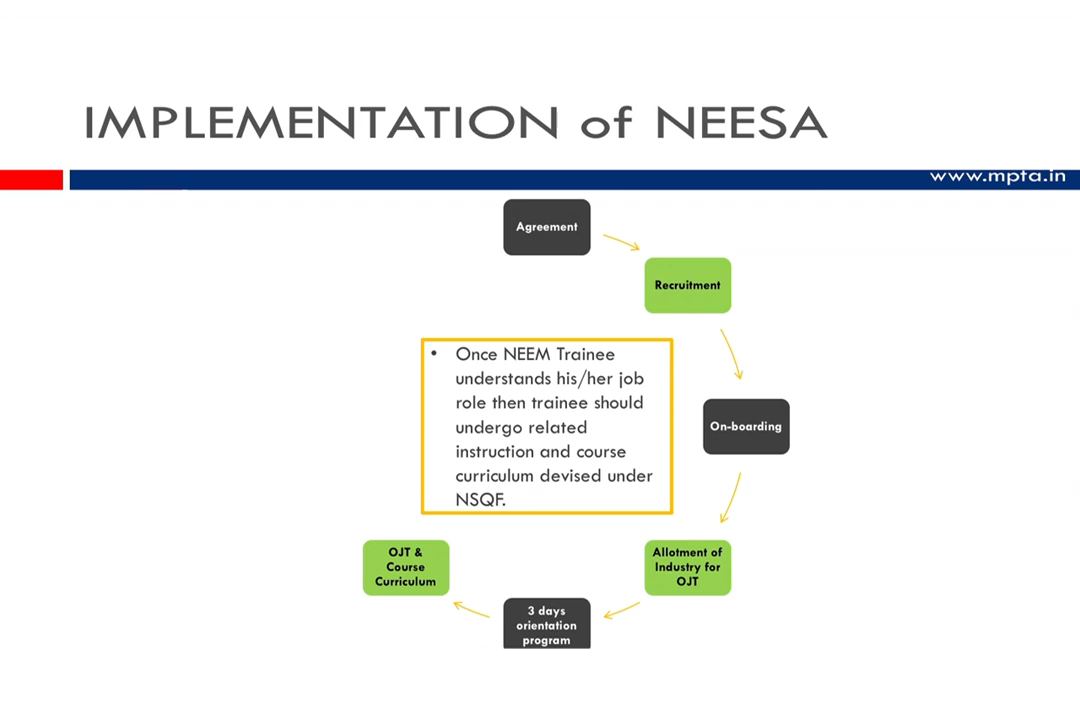 IMPLEMENTATION of NEESA
www.mpta.in
Agreement
Recruitment
• Once NEEM Trainee
understands his/her job
role then trainee should
undergo related
instruction and course
curriculum devised under
NSQF.
On-boarding
Allotment of
Industry for
OJT
3 days
orientation
program
OJT &
Course
Curriculum